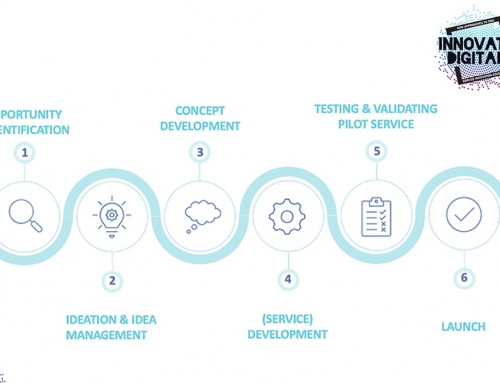 INNOVAT
DIGITAL
PPORTUNITY
ENTIFICATION
1
2
IDEATION & IDEA
MANAGEMENT
CONCEPT
DEVELOPMENT
3
4
(SERVICE)
DEVELOPMENT
TESTING & VALIDATING
PILOT SERVICE
5
6
LAUNCH